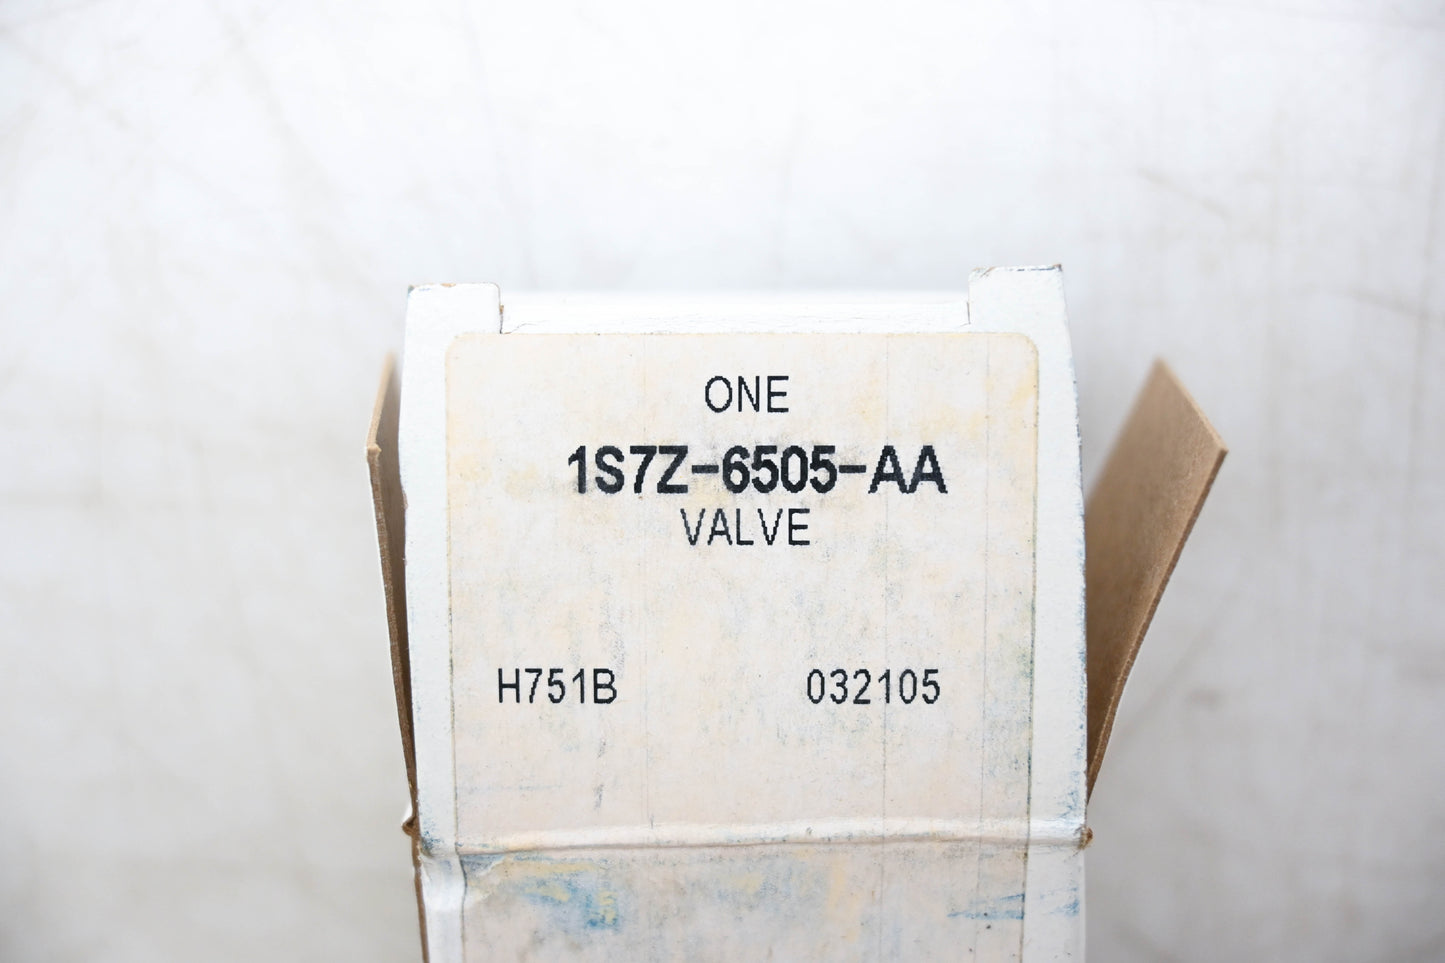 ONE
1S7Z-6505-AA
VALVE
H751B 032105